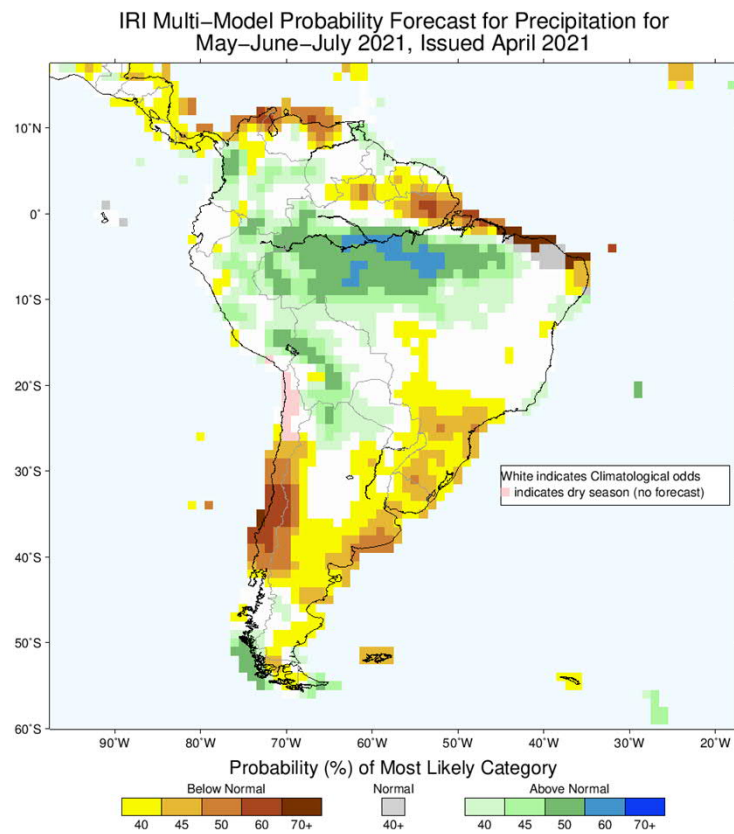 IRI Multi-Model Probability Forecast for Precipitation for
May-June-July 2021, Issued April 2021
10°N
0°
10°S
20°S
30°S
40°S
50°S
60°S
White indicates Climatological odds
indicates dry season (no forecast)
90°W 80°W 70°W 60°W 50°W 40°W 30°W 20°W
Probability (%) of Most Likely Category
Below Normal Normal Above Normal
40 45 50 60 70+ 40+ 40 45 50 60 70+